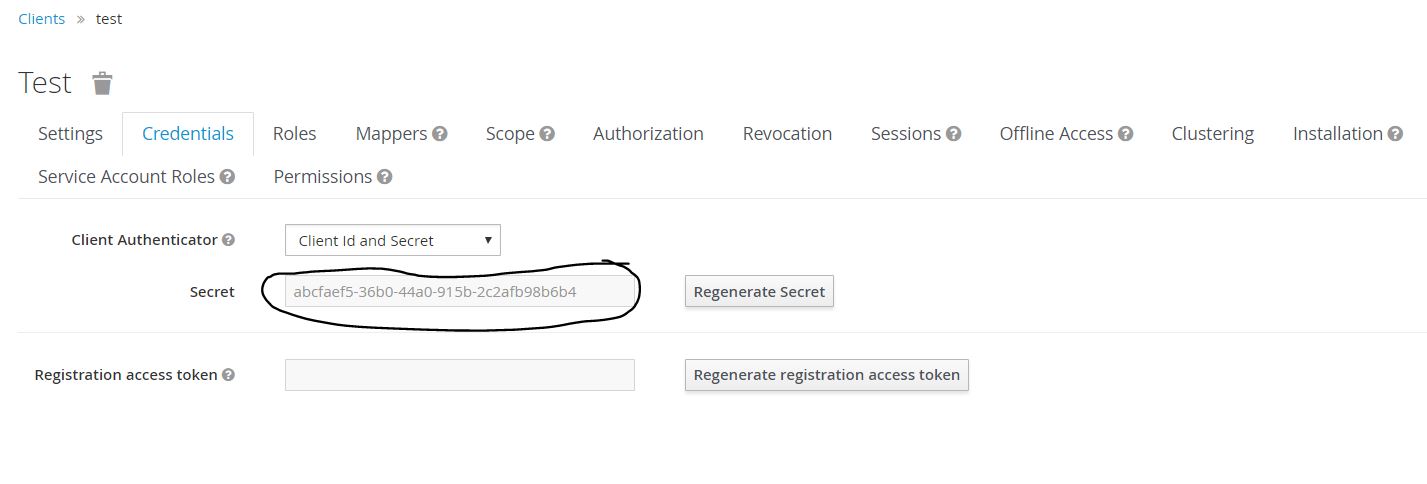 Clients » test
Test
Settings Credentials Roles Mappers Scope Authorization Revocation Sessions Offline Access Clustering Installation
Service Account Roles Permissions
Client Authenticator Client Id and Secret
Secret abcfaef5-36b0-44a0-915b-2c2afb98b6b4 Regenerate Secret
Registration access token Regenerate registration access token